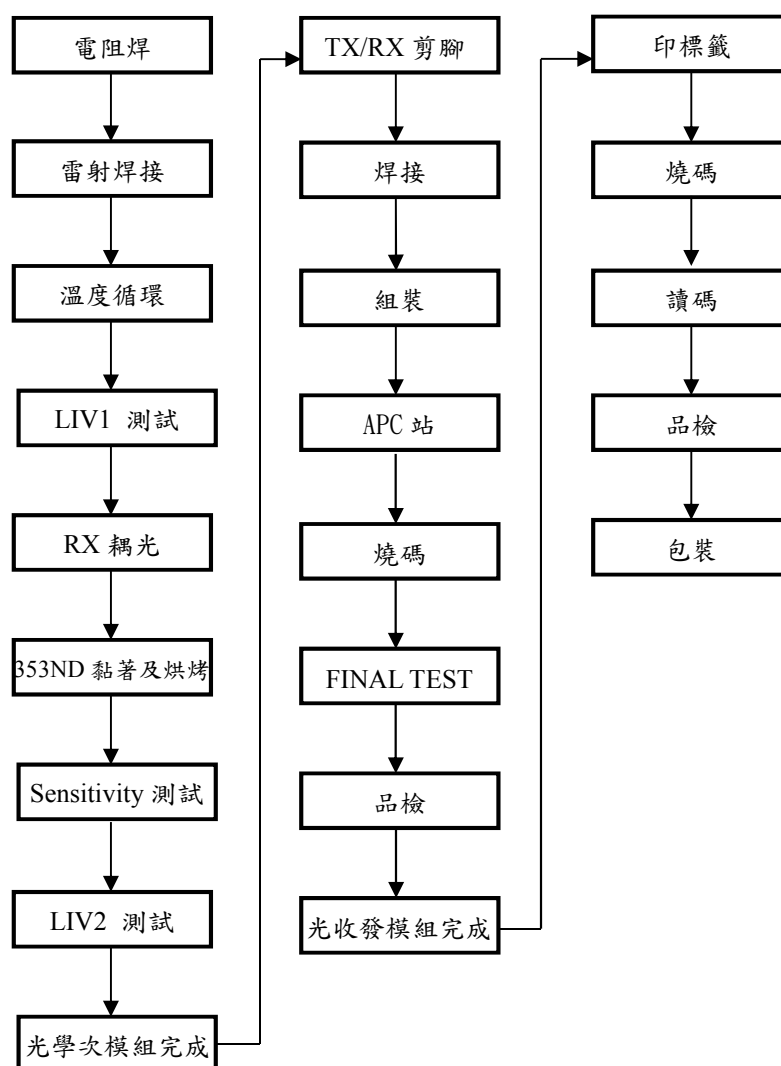 電阻焊
雷射焊接
溫度循環
LIV1 測試
RX 耦光
353ND 黏著及烘烤
Sensitivity 測試
LIV2 測試
光學次模組完成
TX/RX 剪腳
焊接
組裝
APC 站
燒碼
FINAL TEST
品檢
光收發模組完成
印標籤
燒碼
讀碼
品檢
包裝